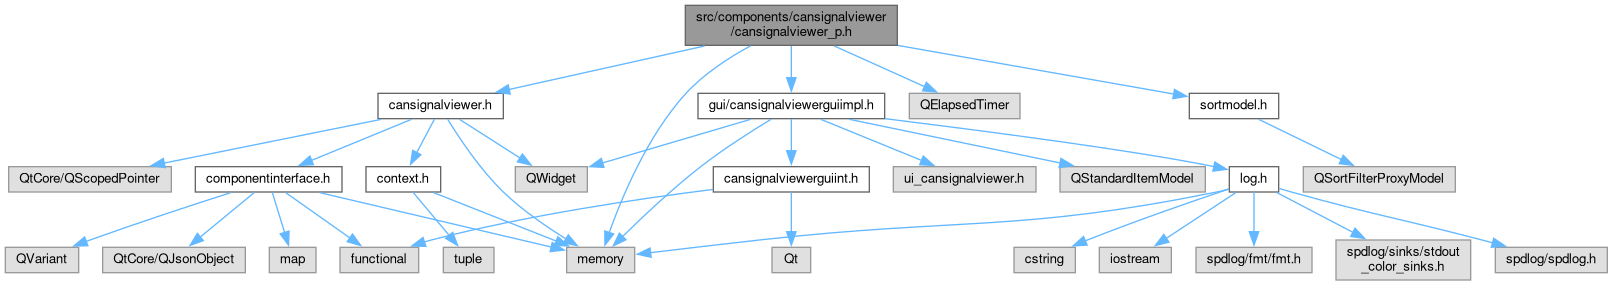 src/components/cansignalviewer
/cansignalviewer_p.h
cansignalviewer.h
gui/cansignalviewerguiimpl.h
QElapsedTimer
sortmodel.h
QtCore/QScopedPointer
componentinterface.h
context.h
QWidget
cansignalviewerguiint.h
ui_cansignalviewer.h
QStandardItemModel
log.h
QSortFilterProxyModel
QVariant
QtCore/QJsonObject
map
functional
tuple
memory
Qt
cstring
iostream
spdlog/fmt/fmt.h
spdlog/sinks/stdout
_color_sinks.h
spdlog/spdlog.h